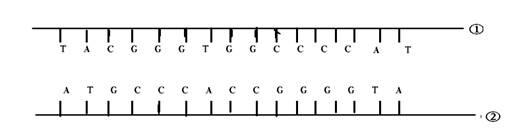 ①
T A C G G G T G G C C C C A T
A T G C C C A C C G G G G T A
②